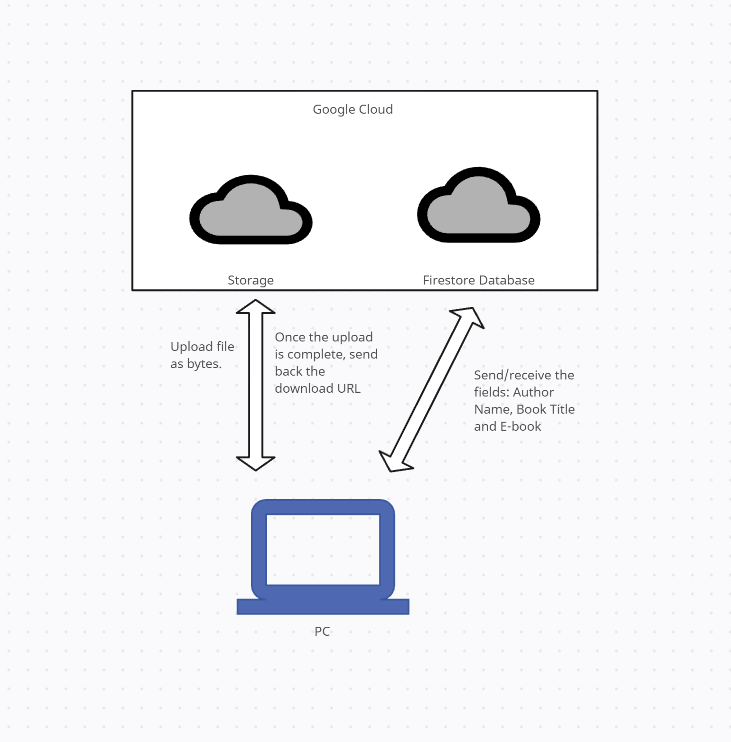 Google Cloud
Storage
Firestore Database
Upload file
as bytes.
Once the upload
is complete, send
back the
download URL
Send/receive the
fields: Author
Name, Book Title
and E-book
PC